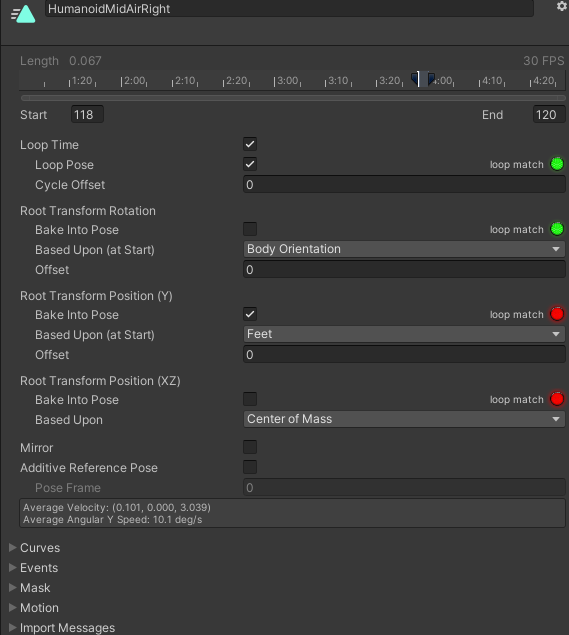 HumanoidMidAirRight
Length 0.067 30 FPS
1:20 2:00 2:10 2:20 3:00 3:10 3:20 4:00 4:10 4:20
Start 118 End 120
Loop Time
Loop Pose loop match
Cycle Offset 0
Root Transform Rotation
Bake Into Pose loop match
Based Upon (at Start) Body Orientation
Offset 0
Root Transform Position (Y)
Bake Into Pose loop match
Based Upon (at Start) Feet
Offset 0
Root Transform Position (XZ)
Bake Into Pose loop match
Based Upon Center of Mass
Mirror
Additive Reference Pose
Pose Frame 0
Average Velocity: (0.101, 0.000, 3.039)
Average Angular Y Speed: 10.1 deg/s
Curves
Events
Mask
Motion
Import Messages